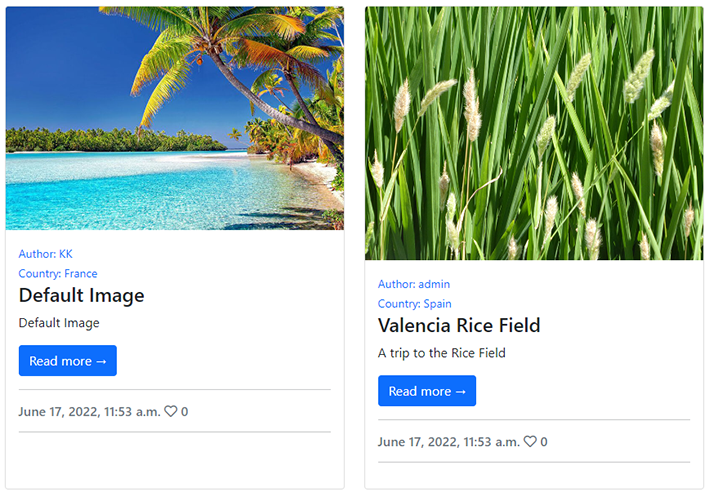 Author: KK
Country: France
Default Image
Default Image
Read more →
June 17, 2022, 11:53 a.m. ♡ 0
Author: admin
Country: Spain
Valencia Rice Field
A trip to the Rice Field
Read more →
June 17, 2022, 11:53 a.m. ♡ 0